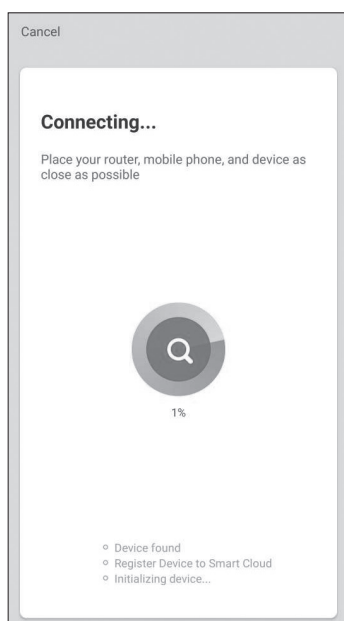 Cancel
Connecting...
Place your router, mobile phone, and device as
close as possible
1%
Device found
Register Device to Smart Cloud
Initializing device...